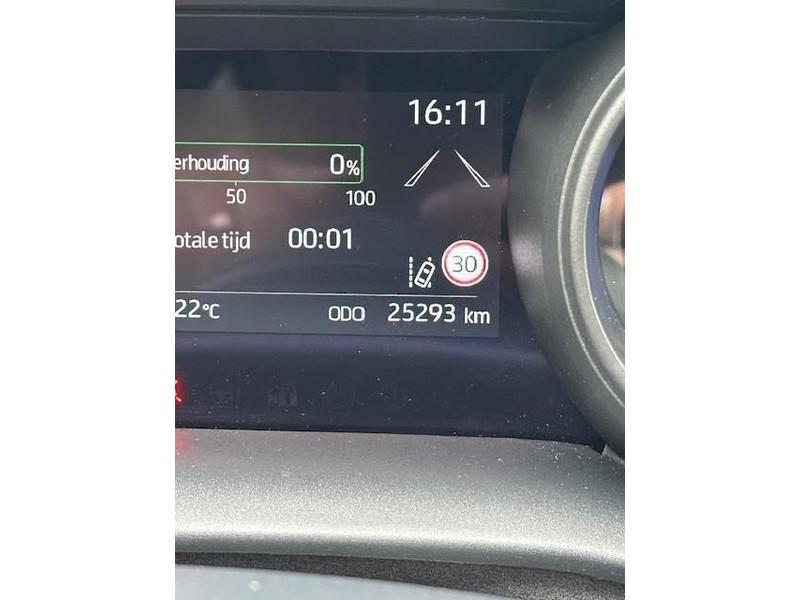 16:11
erhouding 0%
50 100
otale tijd 00:01
30
22°C ODO 25293 km